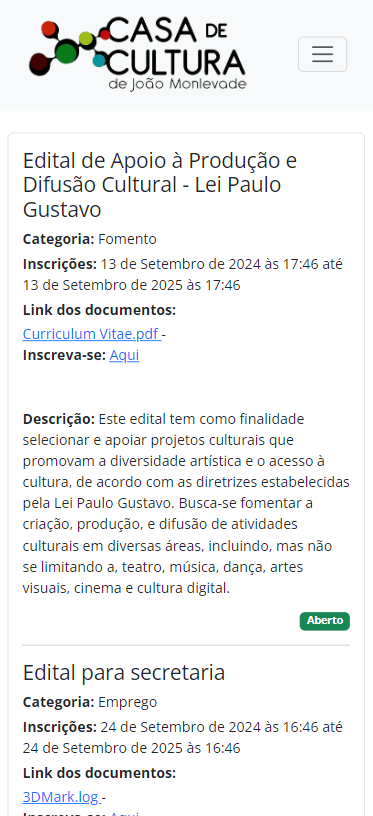 CASA DE
CULTURA
de João Monlevade
Edital de Apoio à Produção e
Difusão Cultural - Lei Paulo
Gustavo
Categoria: Fomento
Inscrições: 13 de Setembro de 2024 às 17:46 até
13 de Setembro de 2025 às 17:46
Link dos documentos:
Curriculum Vitae.pdf -
Inscreva-se: Aqui
Descrição: Este edital tem como finalidade
selecionar e apoiar projetos culturais que
promovam a diversidade artística e o acesso à
cultura, de acordo com as diretrizes estabelecidas
pela Lei Paulo Gustavo. Busca-se fomentar a
criação, produção, e difusão de atividades
culturais em diversas áreas, incluindo, mas não
se limitando a, teatro, música, dança, artes
visuais, cinema e cultura digital.
Aberto
Edital para secretaria
Categoria: Emprego
Inscrições: 24 de Setembro de 2024 às 16:46 até
24 de Setembro de 2025 às 16:46
Link dos documentos:
3DMark.log -
Inscreva-se: Aqui